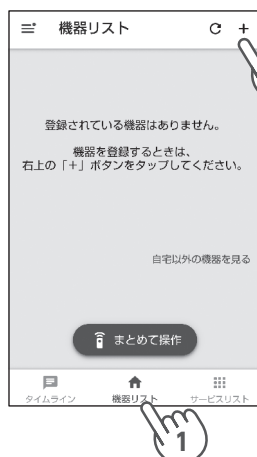 機器リスト
登録されている機器はありません。
機器を登録するときは、
右上の「+」ボタンをタップしてください。
自宅以外の機器を見る
まとめて操作
タイムライン 機器リスト サービスリスト
1